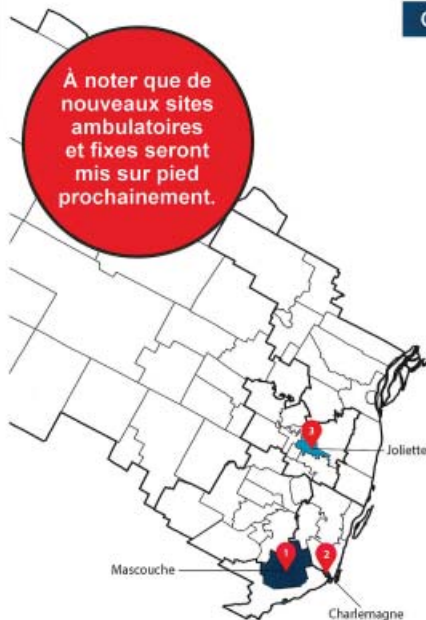 À noter que de
nouveaux sites
ambulatoires
et fixes seront
mis sur pied
prochainement.
3
Joliette
1
2
Mascouche
Charlemagne